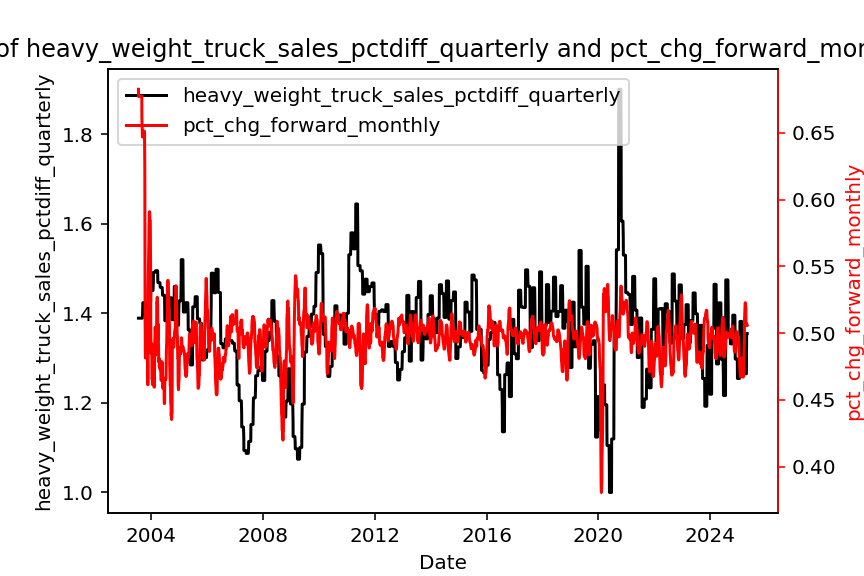 of heavy_weight_truck_sales_pctdiff_quarterly and pct_chg_forward_mon
heavy_weight_truck_sales_pctdiff_quarterly
pct_chg_forward_monthly
heavy_weight_truck_sales_pctdiff_quarterly
1.8
1.6
1.4
1.2
1.0
0.65
0.60
0.55
0.50
0.45
0.40
pct_chg_forward_monthly
2004
2008
2012
2016
2020
2024
Date